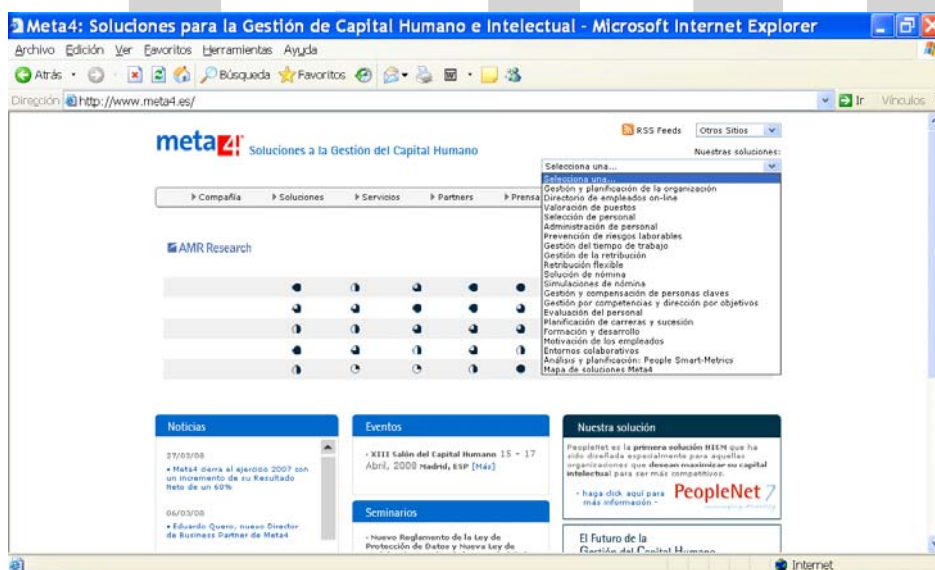 Meta4: Soluciones para la Gestión de Capital Humano e Intelectual - Microsoft Internet Explorer
Archivo Edición Ver Favoritos Herramientas Ayuda
Atrás Búsqueda Favoritos
Dirección http://www.meta4.es/ Ir Vínculos
RSS Feeds Otros Sitios
meta4 Soluciones a la Gestión del Capital Humano
Nuestras soluciones:
Selecciona una...
Selecciona una...
Gestión y planificación de la organización
Directorio de empleados on-line
Valoración de puestos
Selección de personal
Administración de personal
Prevención de riesgos laborables
Gestión del tiempo de trabajo
Gestión de la retribución
Retribución flexible
Solución de nómina
Simulaciones de nómina
Gestión y compensación de personas claves
Gestión por competencias y dirección por objetivos
Evaluación del personal
Planificación de carreras y sucesión
Formación y desarrollo
Motivación de los empleados
Entornos colaborativos
Análisis y planificación: People Smart-Metrics
Mapa de soluciones Meta4
Compañía Soluciones Servicios Partners Prensa
AMR Research
Noticias
27/03/08
• Meta4 cierra el ejercicio 2007 con
un incremento de su Resultado
Neto de un 60%
06/03/08
• Eduardo Quero, nuevo Director
de Business Partner de Meta4
Eventos
- XIII Salón del Capital Humano 15 - 17
Abril, 2008 Madrid, ESP [Más]
Seminarios
- Nuevo Reglamento de la Ley de
Protección de Datos y Nueva Ley de
Nuestra solución
PeopleNet es la primera solución HICM que ha
sido diseñada especialmente para aquellas
organizaciones que desean maximizar su capital
intelectual para ser más competitivos.
- haga click aquí para
más información -
PeopleNet 7
El Futuro de la
Gestión del Capital Humano
Internet